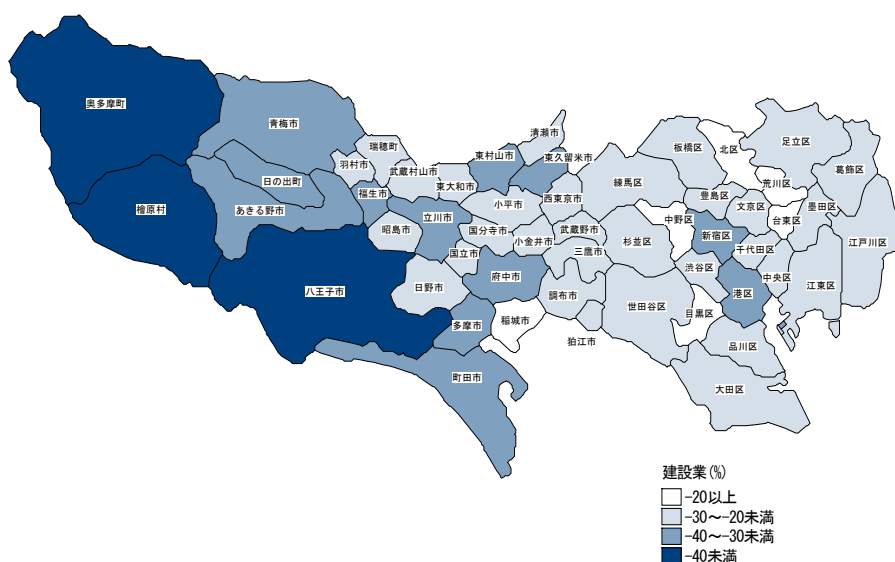 奥多摩町
青梅市
瑞穂町
羽村市
日の出町
檜原村
あきる野市
福生市
武蔵村山市
東大和市
東村山市
清瀬市
東久留米市
立川市
昭島市
小平市
西東京市
国分寺市
国立市
小金井市
武蔵野市
三鷹市
八王子市
日野市
府中市
調布市
多摩市
稲城市
狛江市
町田市
練馬区
板橋区
北区
足立区
葛飾区
荒川区
豊島区
文京区
台東区
墨田区
中野区
新宿区
杉並区
千代田区
江戸川区
渋谷区
中央区
江東区
世田谷区
目黒区
港区
品川区
大田区
建設業(%)
-20以上
-30～-20未満
-40～-30未満
-40未満